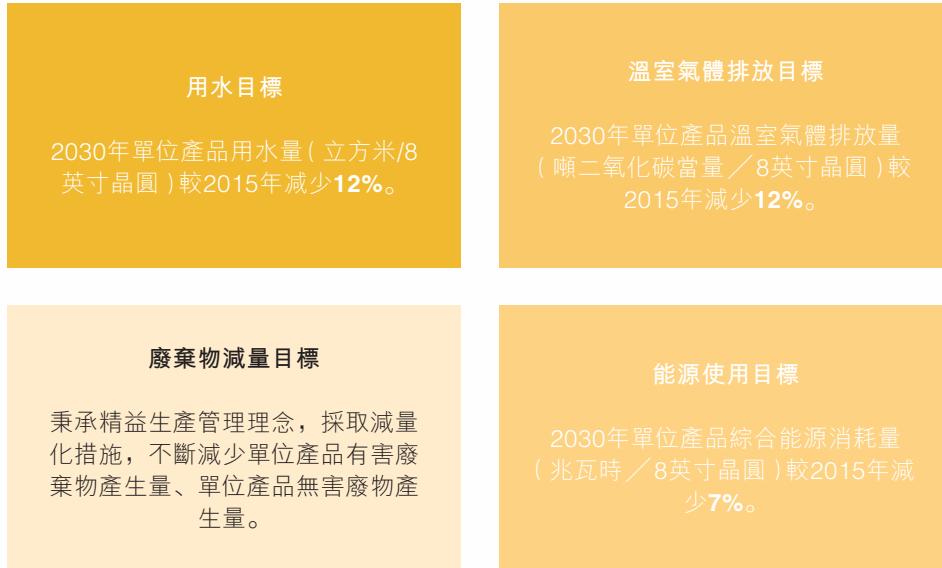 用水目標
2030年單位產品用水量（立方米/8
英寸晶圓）較2015年减少12%。
溫室氣體排放目標
2030年單位產品溫室氣體排放量
（噸二氧化碳當量／8英寸晶圓）較
2015年減少12%。
廢棄物減量目標
秉承精益生產管理理念，採取減量
化措施，不斷減少單位產品有害廢
棄物產生量、單位產品無害廢物產
生量。
能源使用目標
2030年單位產品綜合能源消耗量
（兆瓦時／8英寸晶圓）較2015年減
少7%。